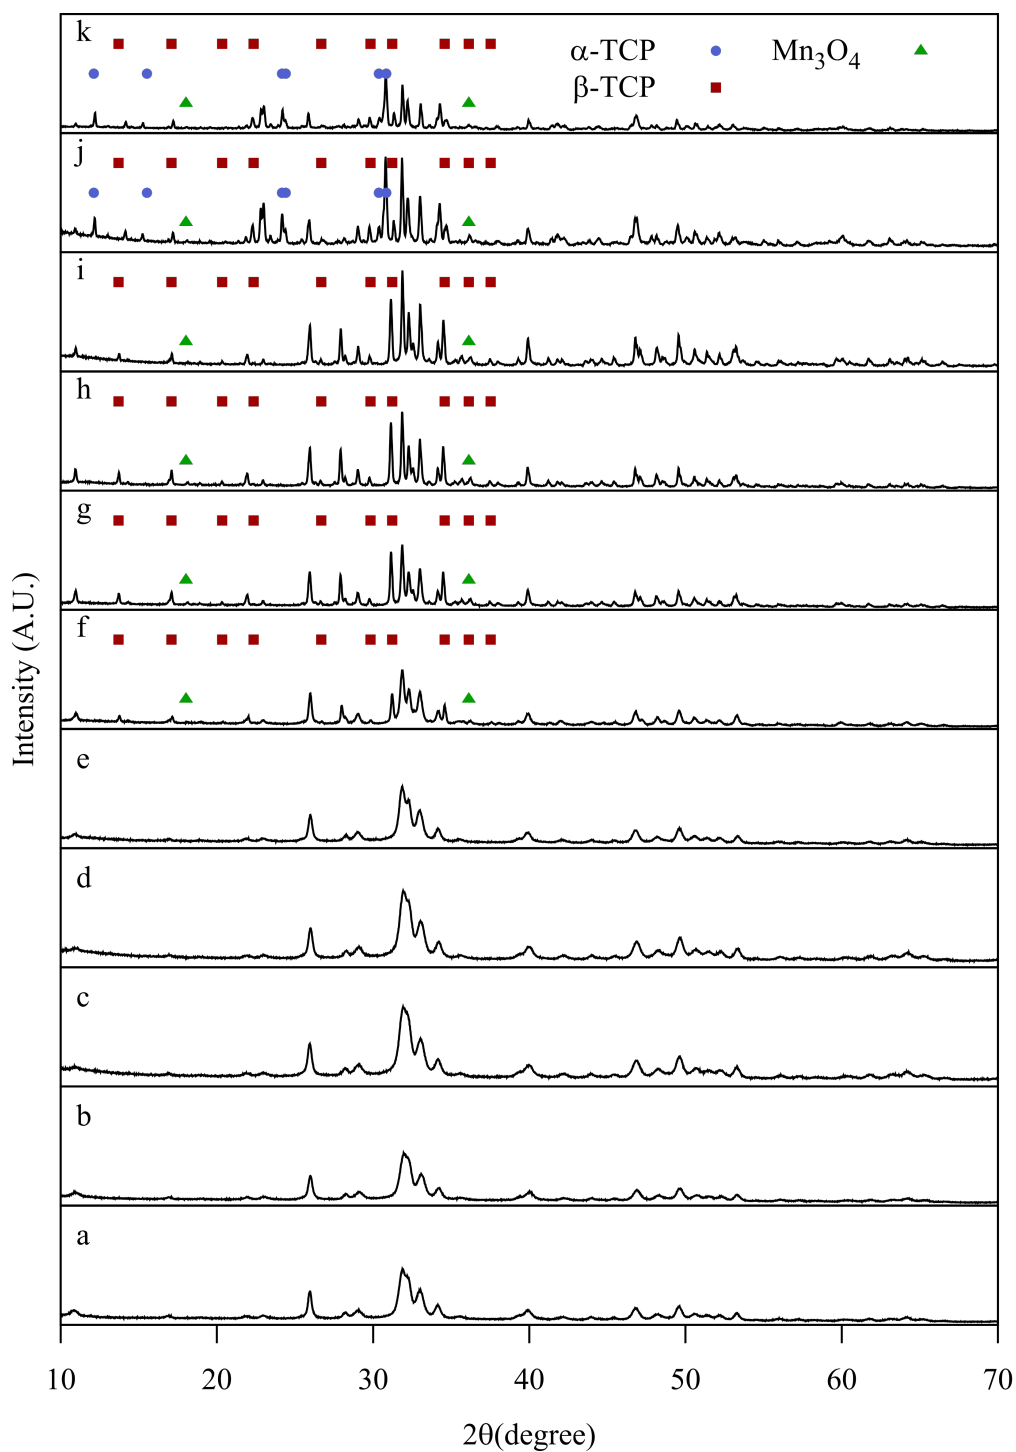 k
α-TCP
Mn₃O₄
β-TCP
j
i
h
g
f
e
d
c
b
a
Intensity (A.U.)
10 20 30 40 50 60 70
2θ(degree)